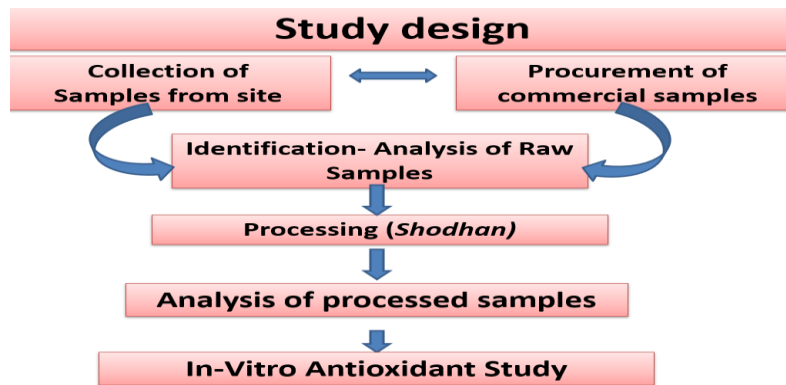 Study design
Collection of
Samples from site
Procurement of
commercial samples
Identification- Analysis of Raw
Samples
Processing (Shodhan)
Analysis of processed samples
In-Vitro Antioxidant Study